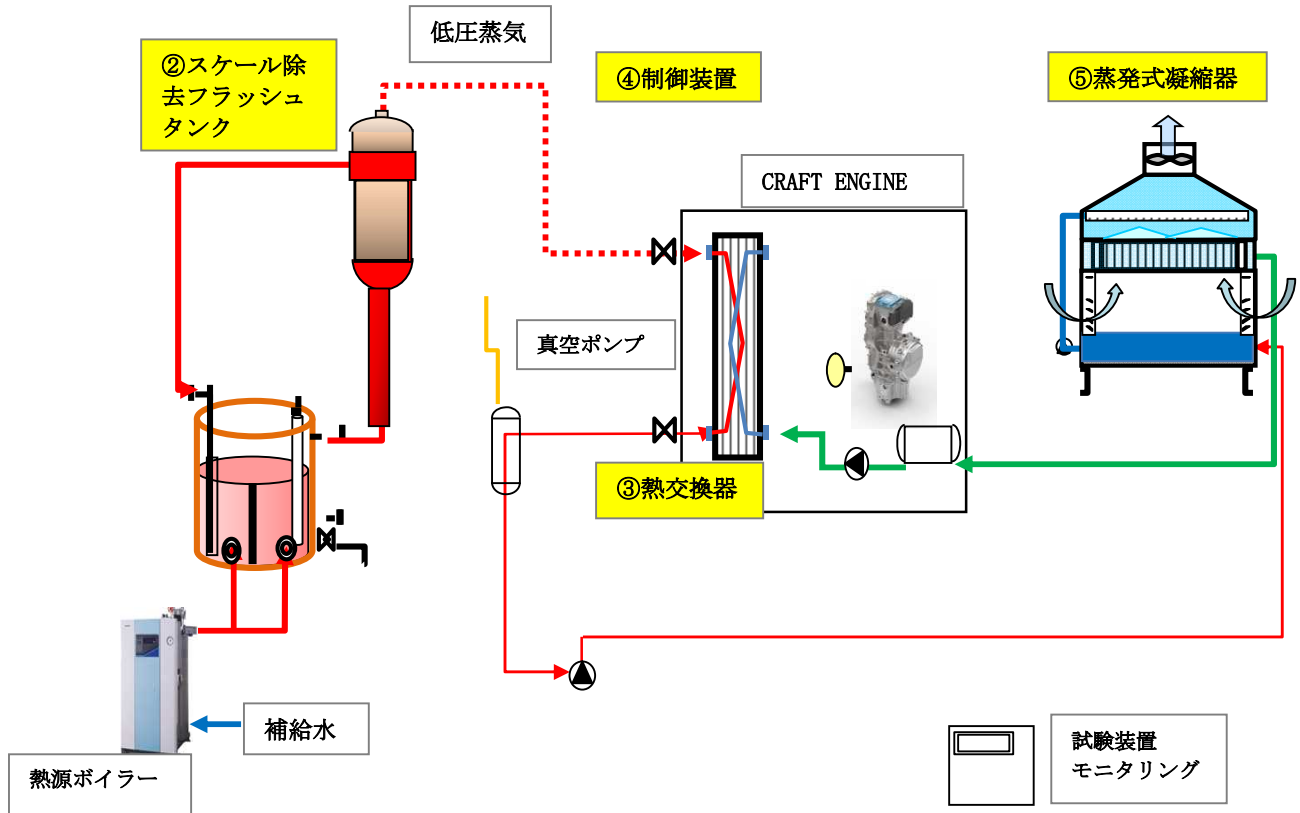 低圧蒸気
②スケール除
去フラッシュ
タンク
④制御装置
⑤蒸発式凝縮器
CRAFT ENGINE
真空ポンプ
③熱交換器
補給水
熱源ボイラー
試験装置
モニタリング